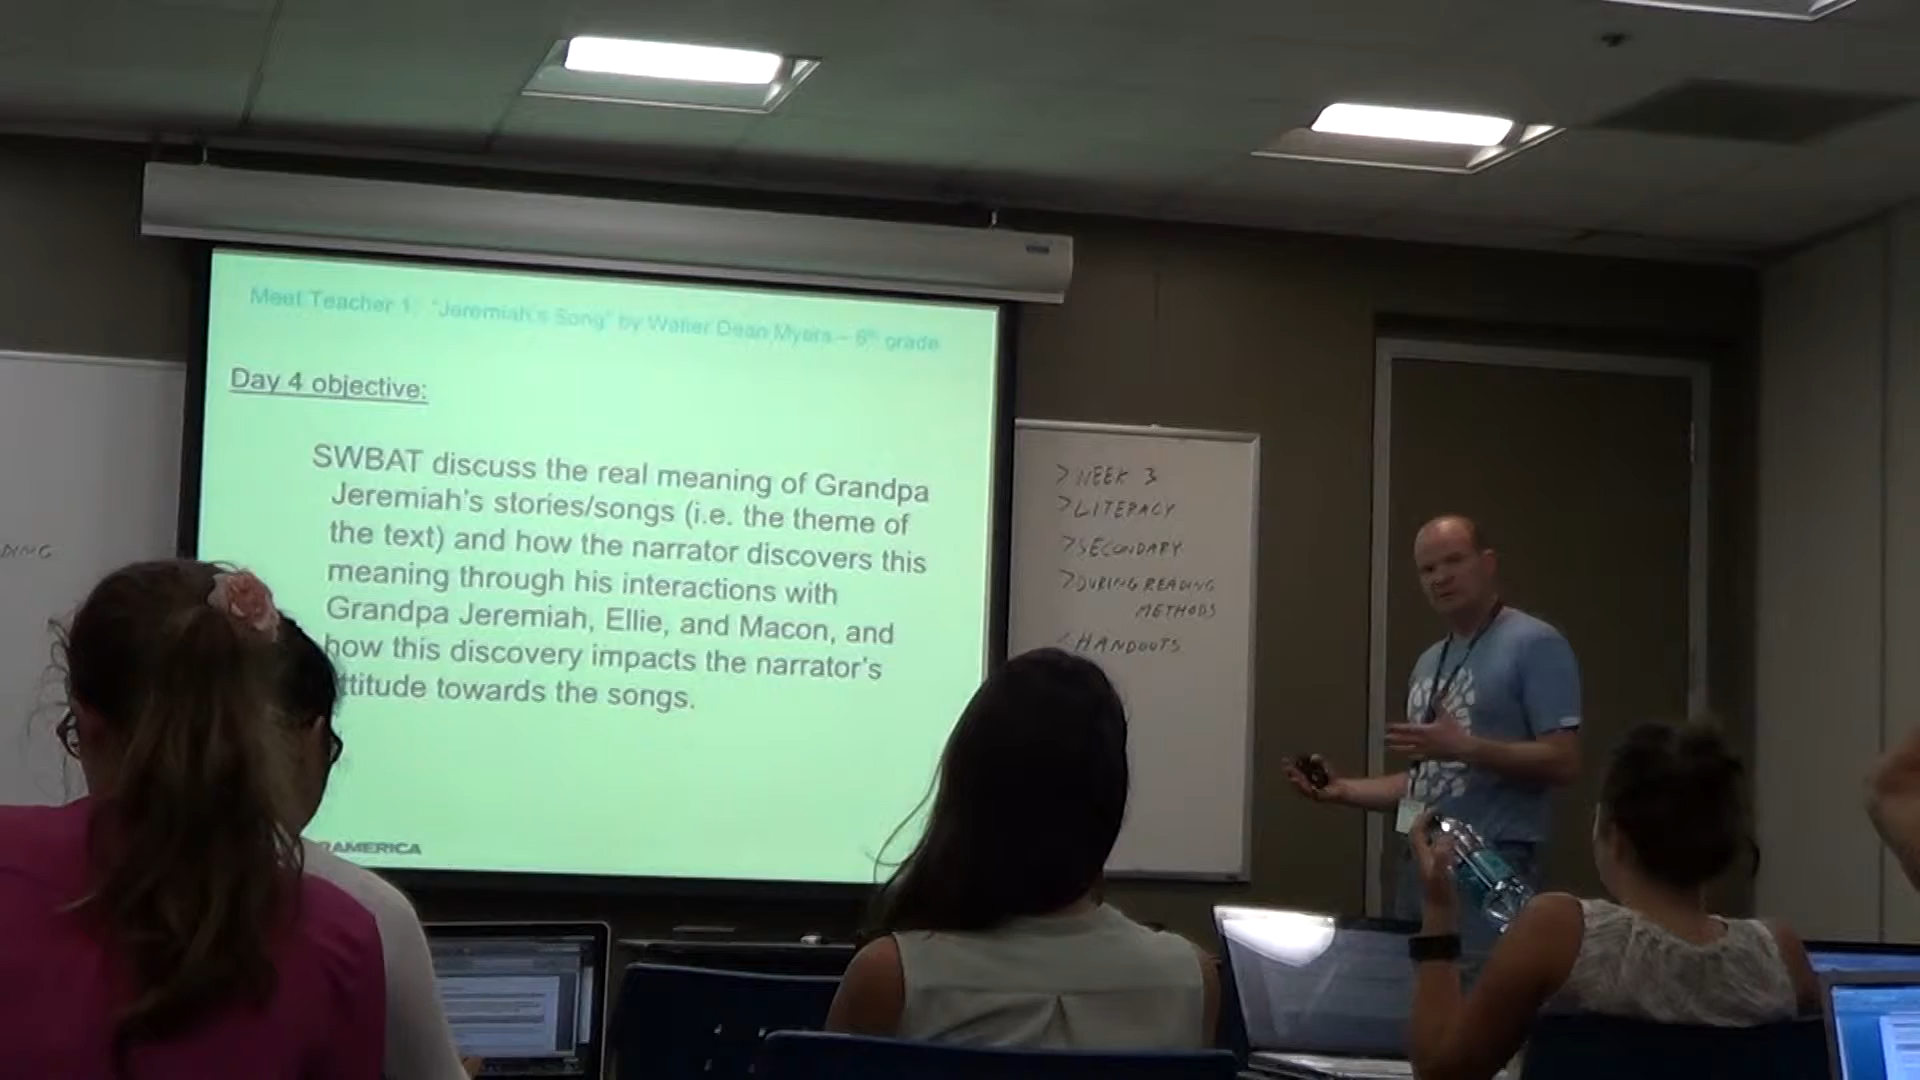 Meet Teacher 1: "Jeremiah's Song" by Walter Dean Myers – 6th grade
Day 4 objective:
SWBAT discuss the real meaning of Grandpa
Jeremiah's stories/songs (i.e. the theme of
the text) and how the narrator discovers this
meaning through his interactions with
Grandpa Jeremiah, Ellie, and Macon, and
how this discovery impacts the narrator's
ttitude towards the songs.
RAMERICA
> WEEK 3
> LITERACY
> SECONDARY
> DURING READING
METHODS
< HANDOUTS
DING